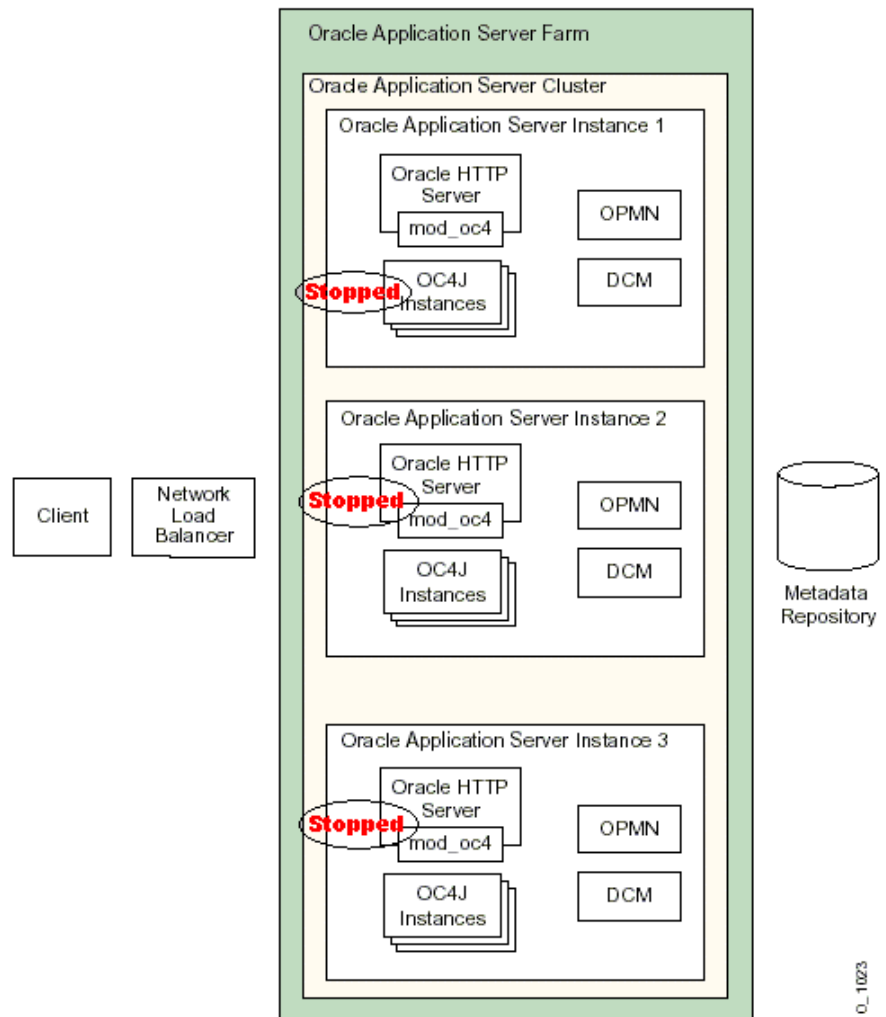 Oracle Application Server Farm
Oracle Application Server Cluster
Oracle Application Server Instance 1
Oracle HTTP
Server
mod_oc4
OPMN
Stopped
OC4J
Instances
DCM
Oracle Application Server Instance 2
Oracle HTTP
Server
Stopped
mod_oc4
OPMN
OC4J
Instances
DCM
Client
Network
Load
Balancer
Metadata
Repository
Oracle Application Server Instance 3
Oracle HTTP
Server
Stopped
mod_oc4
OPMN
OC4J
Instances
DCM
O_1023